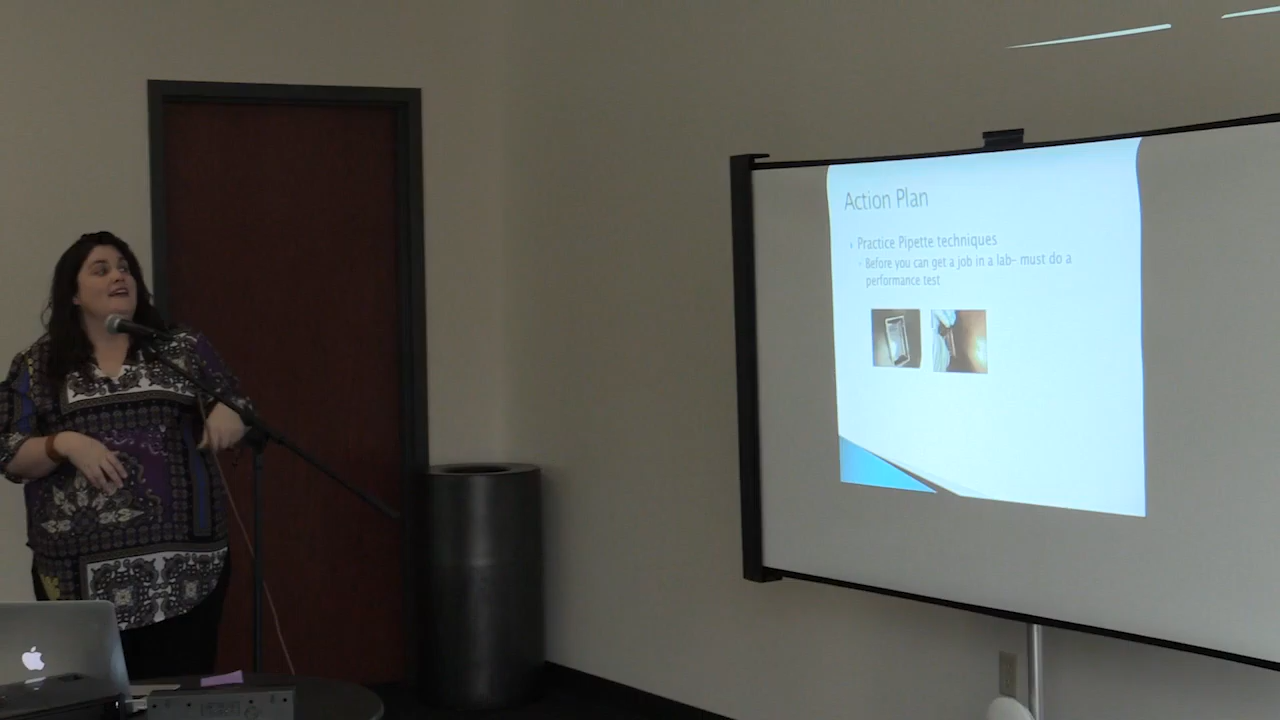 Action Plan
Practice Pipette techniques
Before you can get a job in a lab– must do a
performance test